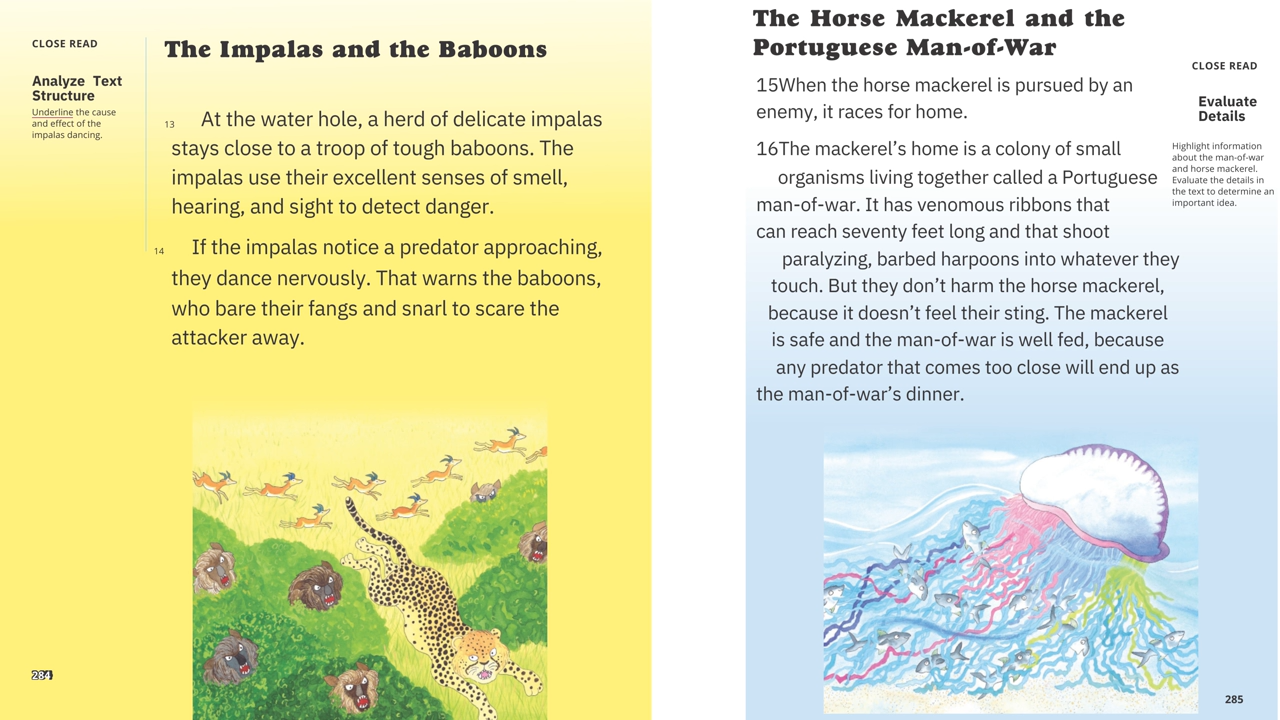 CLOSE READ
Analyze Text
Structure
Underline the cause
and effect of the
impalas dancing.
The Impalas and the Baboons
13 At the water hole, a herd of delicate impalas
stays close to a troop of tough baboons. The
impalas use their excellent senses of smell,
hearing, and sight to detect danger.
14 If the impalas notice a predator approaching,
they dance nervously. That warns the baboons,
who bare their fangs and snarl to scare the
attacker away.
284
The Horse Mackerel and the
Portuguese Man-of-War
15When the horse mackerel is pursued by an
enemy, it races for home.
16The mackerel’s home is a colony of small
organisms living together called a Portuguese
man-of-war. It has venomous ribbons that
can reach seventy feet long and that shoot
paralyzing, barbed harpoons into whatever they
touch. But they don’t harm the horse mackerel,
because it doesn’t feel their sting. The mackerel
is safe and the man-of-war is well fed, because
any predator that comes too close will end up as
the man-of-war’s dinner.
CLOSE READ
Evaluate
Details
Highlight information
about the man-of-war
and horse mackerel.
Evaluate the details in
the text to determine an
important idea.
285